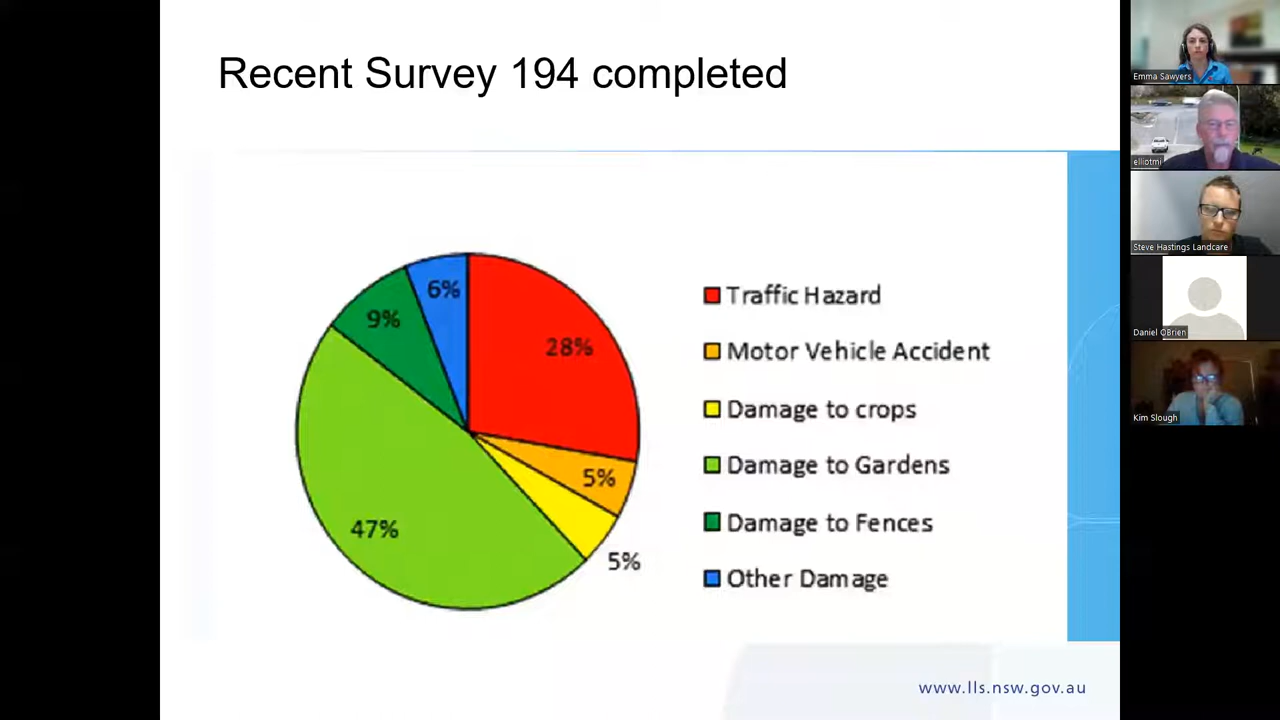 Recent Survey 194 completed
6%
9%
28%
5%
5%
47%
Traffic Hazard
Motor Vehicle Accident
Damage to crops
Damage to Gardens
Damage to Fences
Other Damage
www.lls.nsw.gov.au
Emma Sawyers
elliotmi
Steve Hastings Landcare
Daniel OBrien
Kim Slough